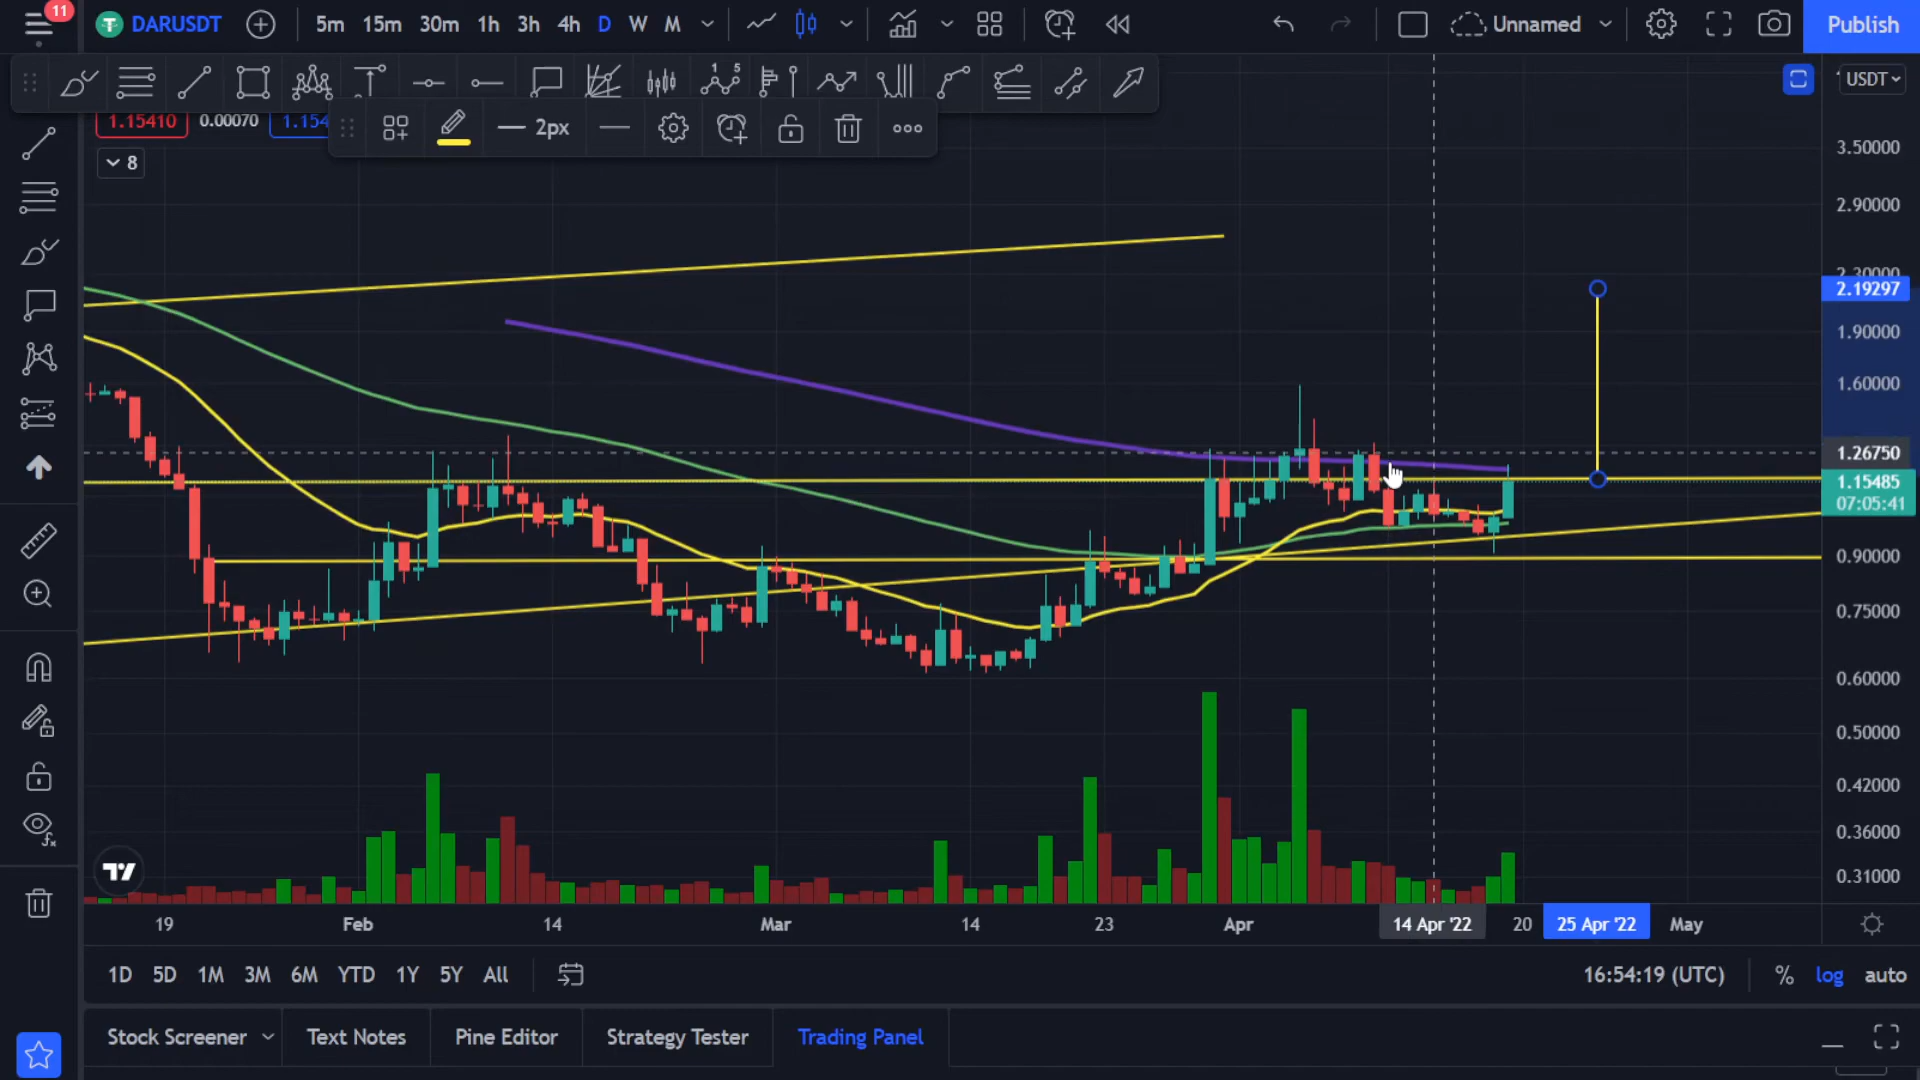 11
DARUSDT 5m 15m 30m 1h 3h 4h D W M Unnamed Publish
1 5
USDT
1.15410 0.00070 1.154
2px
8
3.50000
2.90000
2.30000
2.19297
1.90000
1.60000
1.26750
1.15485
07:05:41
0.90000
0.75000
0.60000
0.50000
0.42000
0.36000
0.31000
19 Feb 14 Mar 14 23 Apr 14 Apr '22 20 25 Apr '22 May
1D 5D 1M 3M 6M YTD 1Y 5Y All 16:54:19 (UTC) % log auto
Stock Screener Text Notes Pine Editor Strategy Tester Trading Panel